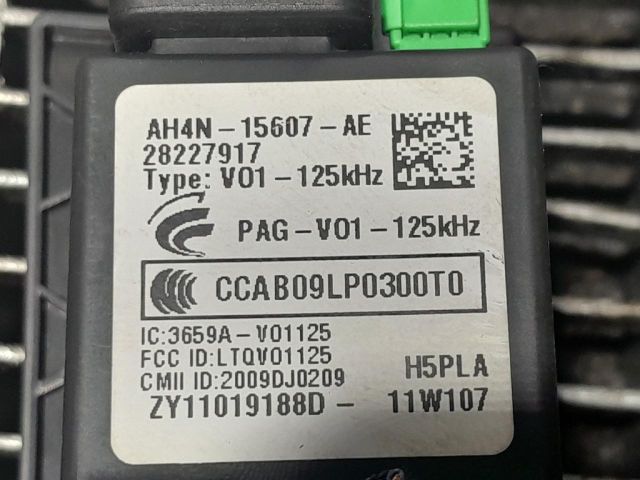 AH4N-15607-AE
28227917
Type: V01-125kHz
PAG-V01-125kHz
CCAB09LP0300T0
IC:3659A-V01125
FCC ID:LTQV01125
CMII ID:2009DJ0209
H5PLA
ZY11019188D - 11W107